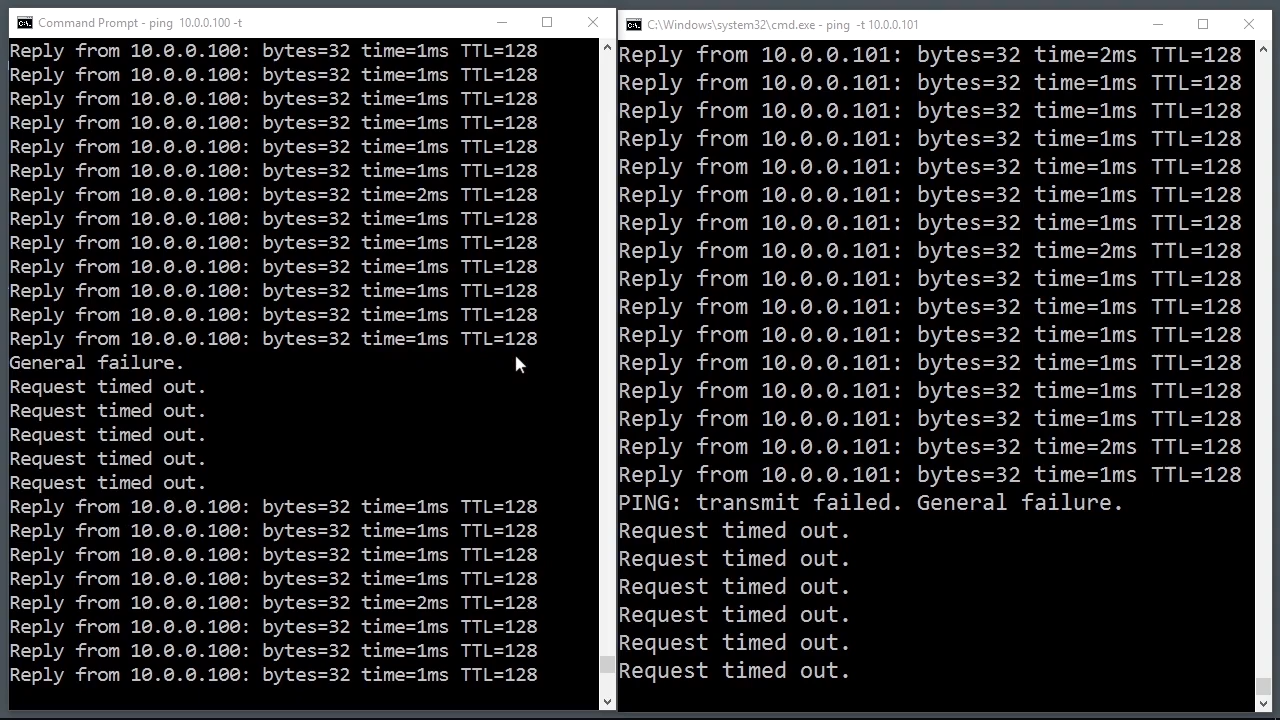 Command Prompt - ping  10.0.0.100 -t
Reply from 10.0.0.100: bytes=32 time=1ms TTL=128
Reply from 10.0.0.100: bytes=32 time=1ms TTL=128
Reply from 10.0.0.100: bytes=32 time=1ms TTL=128
Reply from 10.0.0.100: bytes=32 time=1ms TTL=128
Reply from 10.0.0.100: bytes=32 time=1ms TTL=128
Reply from 10.0.0.100: bytes=32 time=1ms TTL=128
Reply from 10.0.0.100: bytes=32 time=2ms TTL=128
Reply from 10.0.0.100: bytes=32 time=1ms TTL=128
Reply from 10.0.0.100: bytes=32 time=1ms TTL=128
Reply from 10.0.0.100: bytes=32 time=1ms TTL=128
Reply from 10.0.0.100: bytes=32 time=1ms TTL=128
Reply from 10.0.0.100: bytes=32 time=1ms TTL=128
Reply from 10.0.0.100: bytes=32 time=1ms TTL=128
General failure.
Request timed out.
Request timed out.
Request timed out.
Request timed out.
Request timed out.
Reply from 10.0.0.100: bytes=32 time=1ms TTL=128
Reply from 10.0.0.100: bytes=32 time=1ms TTL=128
Reply from 10.0.0.100: bytes=32 time=1ms TTL=128
Reply from 10.0.0.100: bytes=32 time=1ms TTL=128
Reply from 10.0.0.100: bytes=32 time=2ms TTL=128
Reply from 10.0.0.100: bytes=32 time=1ms TTL=128
Reply from 10.0.0.100: bytes=32 time=1ms TTL=128
Reply from 10.0.0.100: bytes=32 time=1ms TTL=128
C:\Windows\system32\cmd.exe - ping  -t 10.0.0.101
Reply from 10.0.0.101: bytes=32 time=2ms TTL=128
Reply from 10.0.0.101: bytes=32 time=1ms TTL=128
Reply from 10.0.0.101: bytes=32 time=1ms TTL=128
Reply from 10.0.0.101: bytes=32 time=1ms TTL=128
Reply from 10.0.0.101: bytes=32 time=1ms TTL=128
Reply from 10.0.0.101: bytes=32 time=1ms TTL=128
Reply from 10.0.0.101: bytes=32 time=1ms TTL=128
Reply from 10.0.0.101: bytes=32 time=2ms TTL=128
Reply from 10.0.0.101: bytes=32 time=1ms TTL=128
Reply from 10.0.0.101: bytes=32 time=1ms TTL=128
Reply from 10.0.0.101: bytes=32 time=1ms TTL=128
Reply from 10.0.0.101: bytes=32 time=1ms TTL=128
Reply from 10.0.0.101: bytes=32 time=1ms TTL=128
Reply from 10.0.0.101: bytes=32 time=1ms TTL=128
Reply from 10.0.0.101: bytes=32 time=2ms TTL=128
Reply from 10.0.0.101: bytes=32 time=1ms TTL=128
PING: transmit failed. General failure.
Request timed out.
Request timed out.
Request timed out.
Request timed out.
Request timed out.
Request timed out.